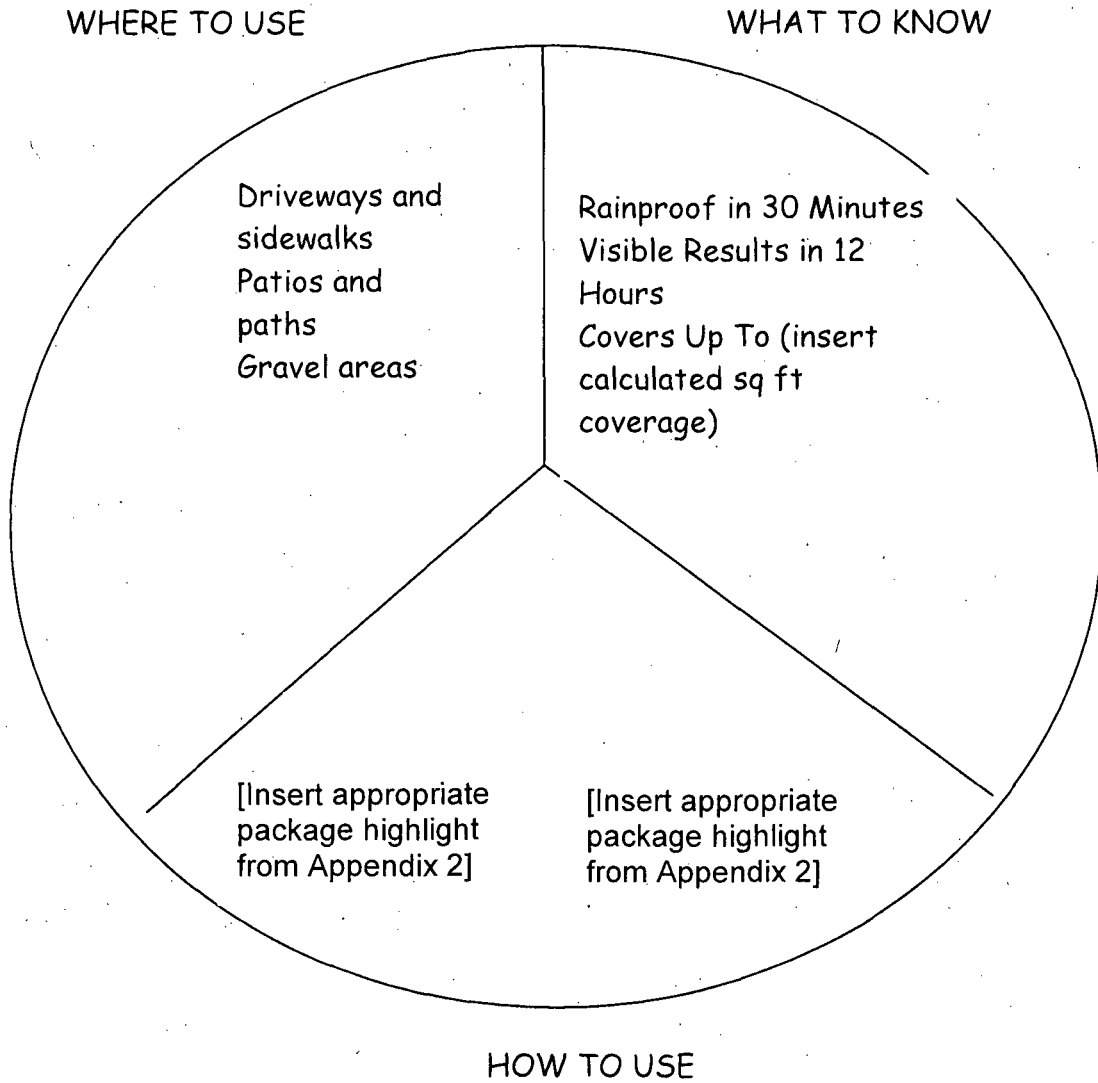 WHERE TO USE
WHAT TO KNOW
Driveways and
sidewalks
Patios and
paths
Gravel areas
Rainproof in 30 Minutes
Visible Results in 12
Hours
Covers Up To (insert
calculated sq ft
coverage)
[Insert appropriate
package highlight
from Appendix 2]
[Insert appropriate
package highlight
from Appendix 2]
HOW TO USE